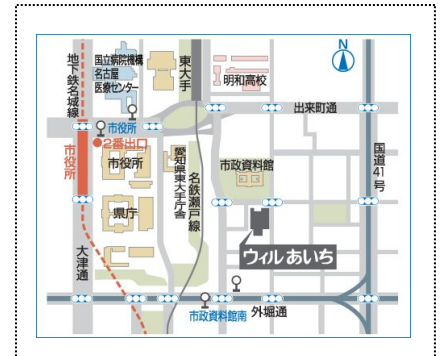 N
地下鉄名城線
国立病院機構
名古屋
医療センター
東大手
明和高校
出来町通
市役所
2番出口
市役所
市役所
愛知県東大手庁舎
名鉄瀬戸線
市政資料館
国道41号
県庁
ウィルあいち
大津通
市政資料館南
外堀通